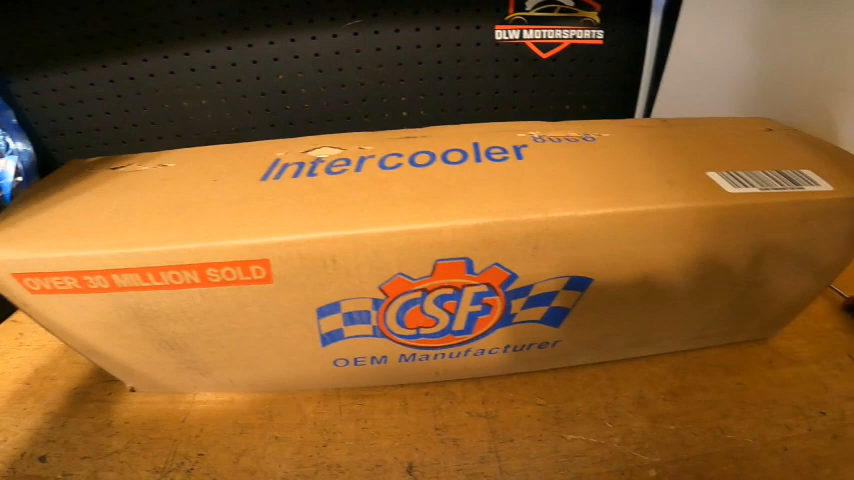 DLW MOTORSPORTS
Intercooler
OVER 30 MILLION SOLD
CSF
OEM Manufacturer